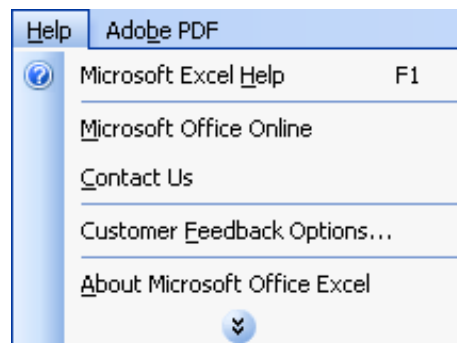 Help Adobe PDF
Microsoft Excel Help F1
Microsoft Office Online
Contact Us
Customer Feedback Options...
About Microsoft Office Excel